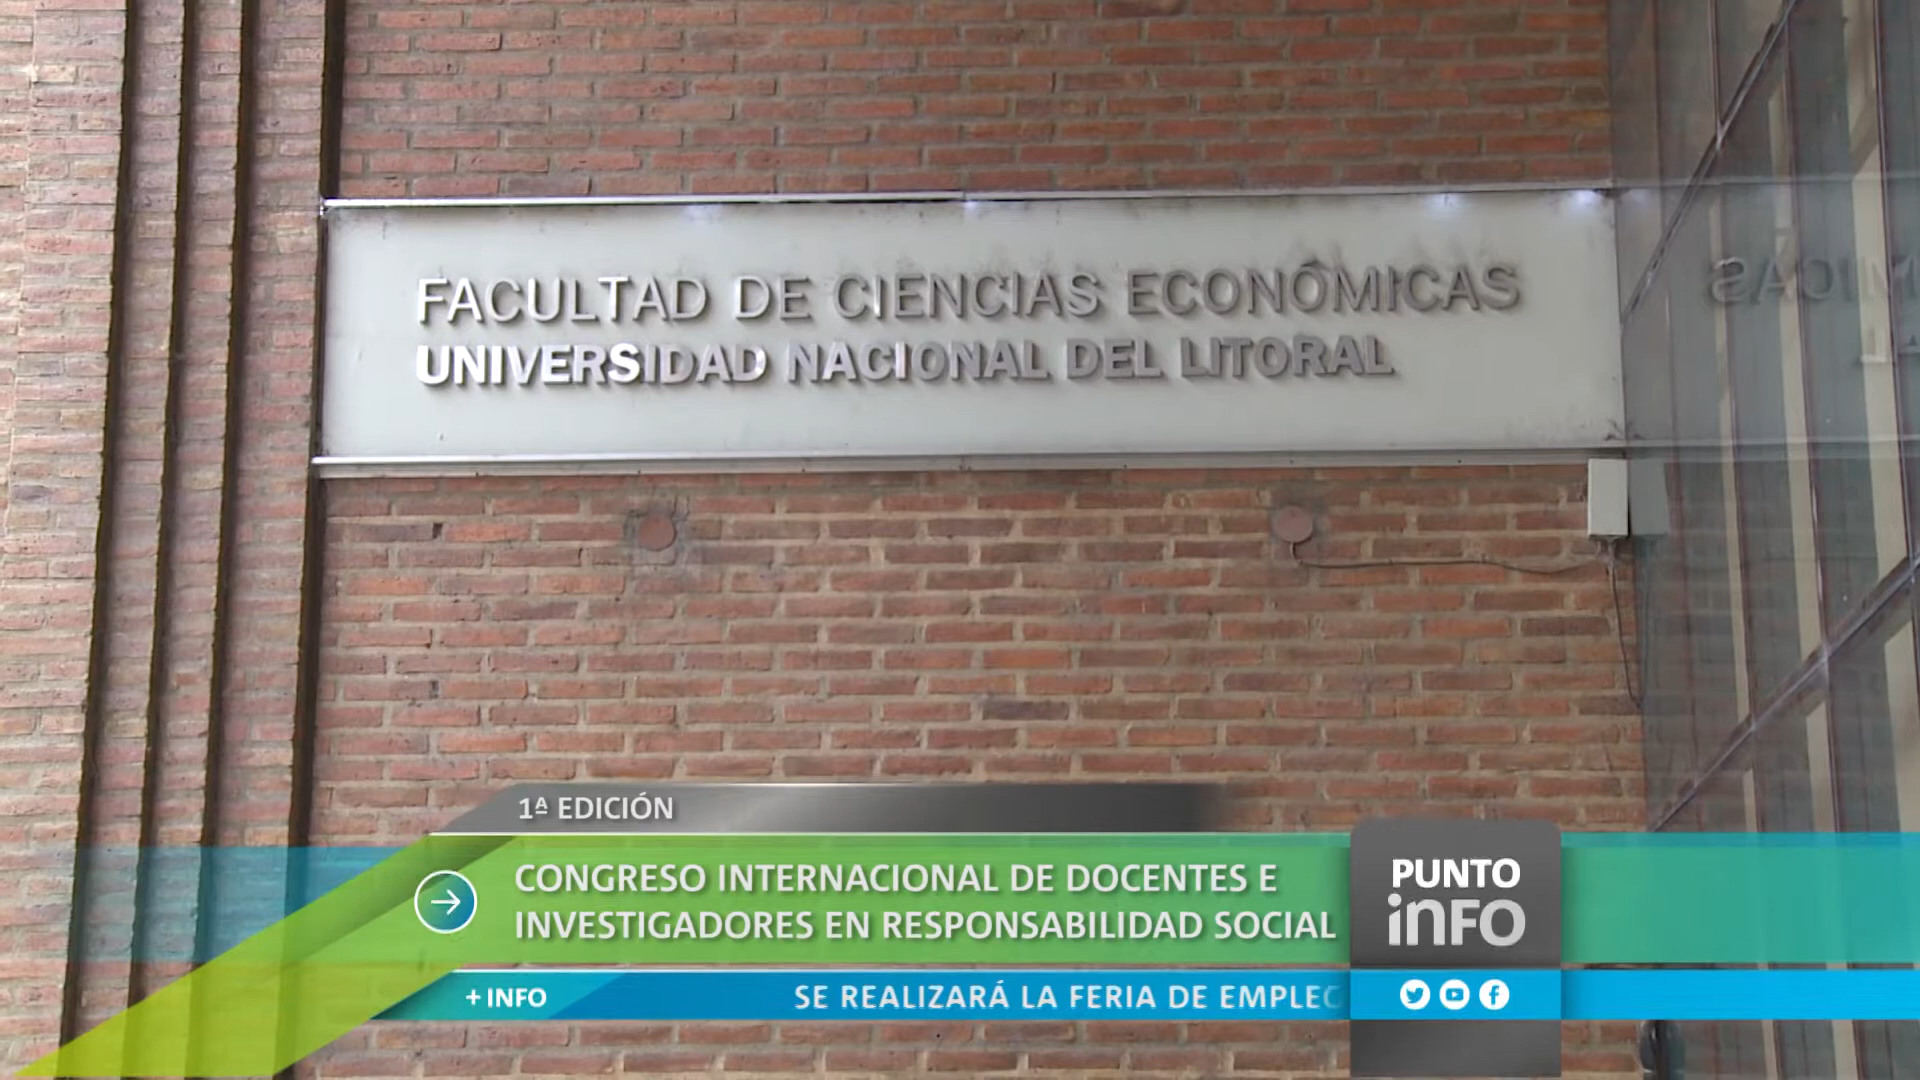 FACULTAD DE CIENCIAS ECONÓMICAS
UNIVERSIDAD NACIONAL DEL LITORAL
1ª EDICIÓN
CONGRESO INTERNACIONAL DE DOCENTES E
INVESTIGADORES EN RESPONSABILIDAD SOCIAL
PUNTO
inFO
+ INFO
SE REALIZARÁ LA FERIA DE